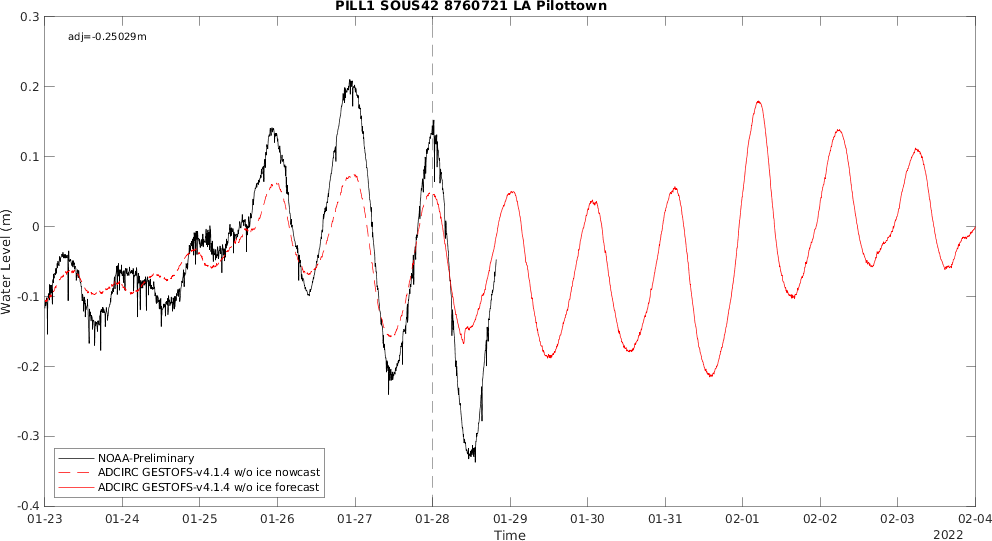 PILL1 SOUS42 8760721 LA Pilottown
adj=-0.25029m
0.3
0.2
0.1
0
-0.1
-0.2
-0.3
-0.4
Water Level (m)
NOAA-Preliminary
ADCIRC GESTOFS-v4.1.4 w/o ice nowcast
ADCIRC GESTOFS-v4.1.4 w/o ice forecast
01-23 01-24 01-25 01-26 01-27 01-28 01-29 01-30 01-31 02-01 02-02 02-03 02-04
Time
2022